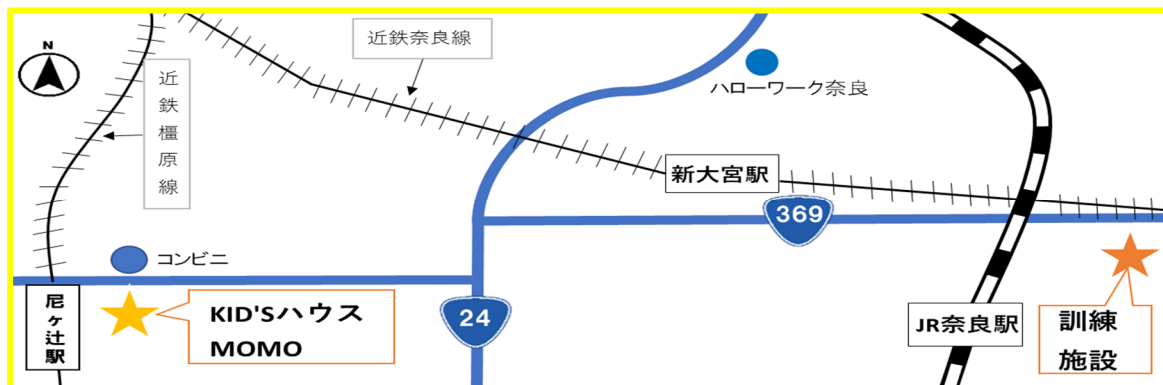 N
近鉄奈良線
近鉄橿原線
ハローワーク奈良
新大宮駅
369
コンビニ
尼ヶ辻駅
KID'Sハウス
MOMO
24
JR奈良駅
訓練
施設